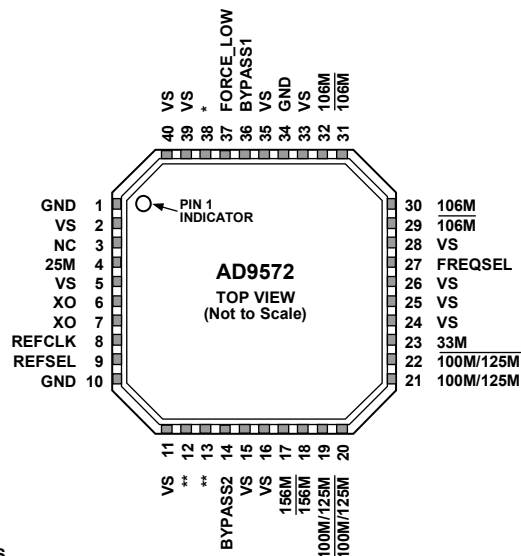 40 VS
39 VS
38 *
37 FORCE_LOW
36 BYPASS1
35 VS
34 GND
33 VS
32 106M
31 106M
GND 1
VS 2
NC 3
25M 4
VS 5
XO 6
XO 7
REFCLK 8
REFSEL 9
GND 10
PIN 1
INDICATOR
AD9572
TOP VIEW
(Not to Scale)
30 106M
29 106M
28 VS
27 FREQSEL
26 VS
25 VS
24 VS
23 33M
22 100M/125M
21 100M/125M
VS 11
** 12
** 13
BYPASS2 14
VS 15
VS 16
156M 17
156M 18
100M/125M 19
100M/125M 20